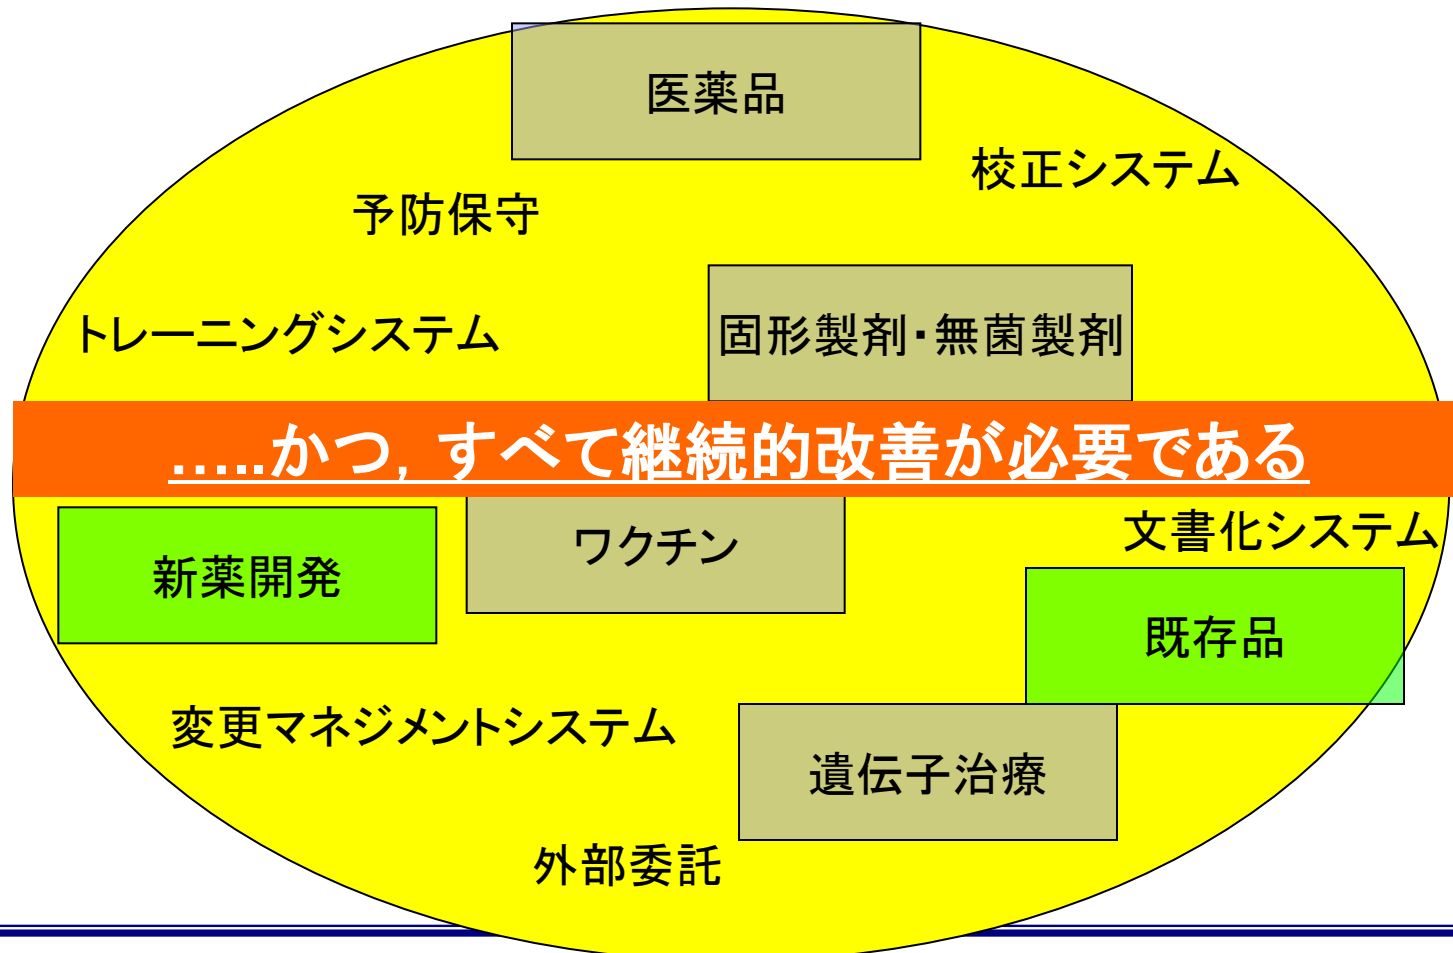 医薬品
校正システム
予防保守
トレーニングシステム
固形製剤・無菌製剤
…..かつ，すべて継続的改善が必要である
文書化システム
ワクチン
新薬開発
既存品
変更マネジメントシステム
遺伝子治療
外部委託